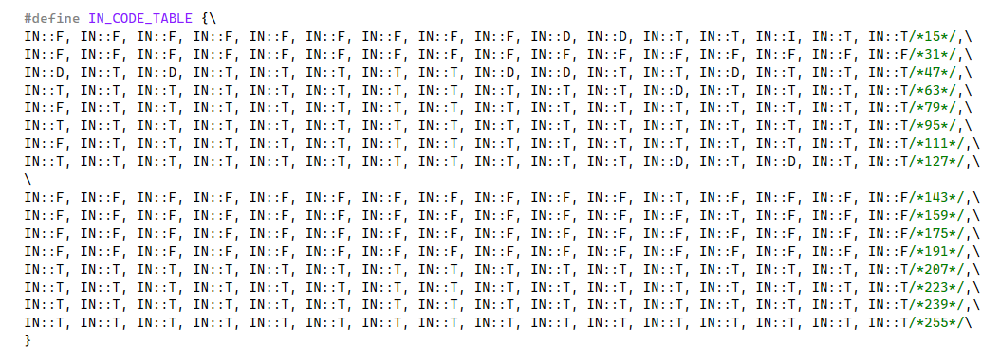 #define IN_CODE_TABLE {\
IN::F, IN::F, IN::F, IN::F, IN::F, IN::F, IN::F, IN::F, IN::F, IN::D, IN::D, IN::T, IN::T, IN::I, IN::T, IN::T/*15*/,\
IN::F, IN::F, IN::F, IN::F, IN::F, IN::F, IN::F, IN::F, IN::F, IN::F, IN::F, IN::F, IN::F, IN::F, IN::F, IN::F/*31*/,\
IN::D, IN::T, IN::D, IN::T, IN::T, IN::T, IN::T, IN::T, IN::D, IN::D, IN::T, IN::T, IN::D, IN::T, IN::T, IN::T/*47*/,\
IN::T, IN::T, IN::T, IN::T, IN::T, IN::T, IN::T, IN::T, IN::T, IN::T, IN::T, IN::D, IN::T, IN::T, IN::T, IN::T/*63*/,\
IN::F, IN::T, IN::T, IN::T, IN::T, IN::T, IN::T, IN::T, IN::T, IN::T, IN::T, IN::T, IN::T, IN::T, IN::T, IN::T/*79*/,\
IN::T, IN::T, IN::T, IN::T, IN::T, IN::T, IN::T, IN::T, IN::T, IN::T, IN::T, IN::T, IN::T, IN::T, IN::T, IN::T/*95*/,\
IN::F, IN::T, IN::T, IN::T, IN::T, IN::T, IN::T, IN::T, IN::T, IN::T, IN::T, IN::T, IN::T, IN::T, IN::T, IN::T/*111*/,\
IN::T, IN::T, IN::T, IN::T, IN::T, IN::T, IN::T, IN::T, IN::T, IN::T, IN::T, IN::D, IN::T, IN::D, IN::T, IN::T/*127*/,\
\
IN::F, IN::F, IN::F, IN::F, IN::F, IN::F, IN::F, IN::F, IN::F, IN::F, IN::F, IN::T, IN::F, IN::F, IN::F, IN::F/*143*/,\
IN::F, IN::F, IN::F, IN::F, IN::F, IN::F, IN::F, IN::F, IN::F, IN::F, IN::F, IN::F, IN::T, IN::F, IN::F, IN::F/*159*/,\
IN::F, IN::F, IN::F, IN::F, IN::F, IN::F, IN::F, IN::F, IN::F, IN::F, IN::F, IN::F, IN::F, IN::F, IN::F, IN::F/*175*/,\
IN::F, IN::F, IN::F, IN::F, IN::F, IN::F, IN::F, IN::F, IN::F, IN::F, IN::F, IN::F, IN::F, IN::F, IN::F, IN::F/*191*/,\
IN::T, IN::T, IN::T, IN::T, IN::T, IN::T, IN::T, IN::T, IN::T, IN::T, IN::T, IN::T, IN::T, IN::T, IN::T, IN::T/*207*/,\
IN::T, IN::T, IN::T, IN::T, IN::T, IN::T, IN::T, IN::T, IN::T, IN::T, IN::T, IN::T, IN::T, IN::T, IN::T, IN::T/*223*/,\
IN::T, IN::T, IN::T, IN::T, IN::T, IN::T, IN::T, IN::T, IN::T, IN::T, IN::T, IN::T, IN::T, IN::T, IN::T, IN::T/*239*/,\
IN::T, IN::T, IN::T, IN::T, IN::T, IN::T, IN::T, IN::T, IN::T, IN::T, IN::T, IN::T, IN::T, IN::T, IN::T, IN::T/*255*/\
}